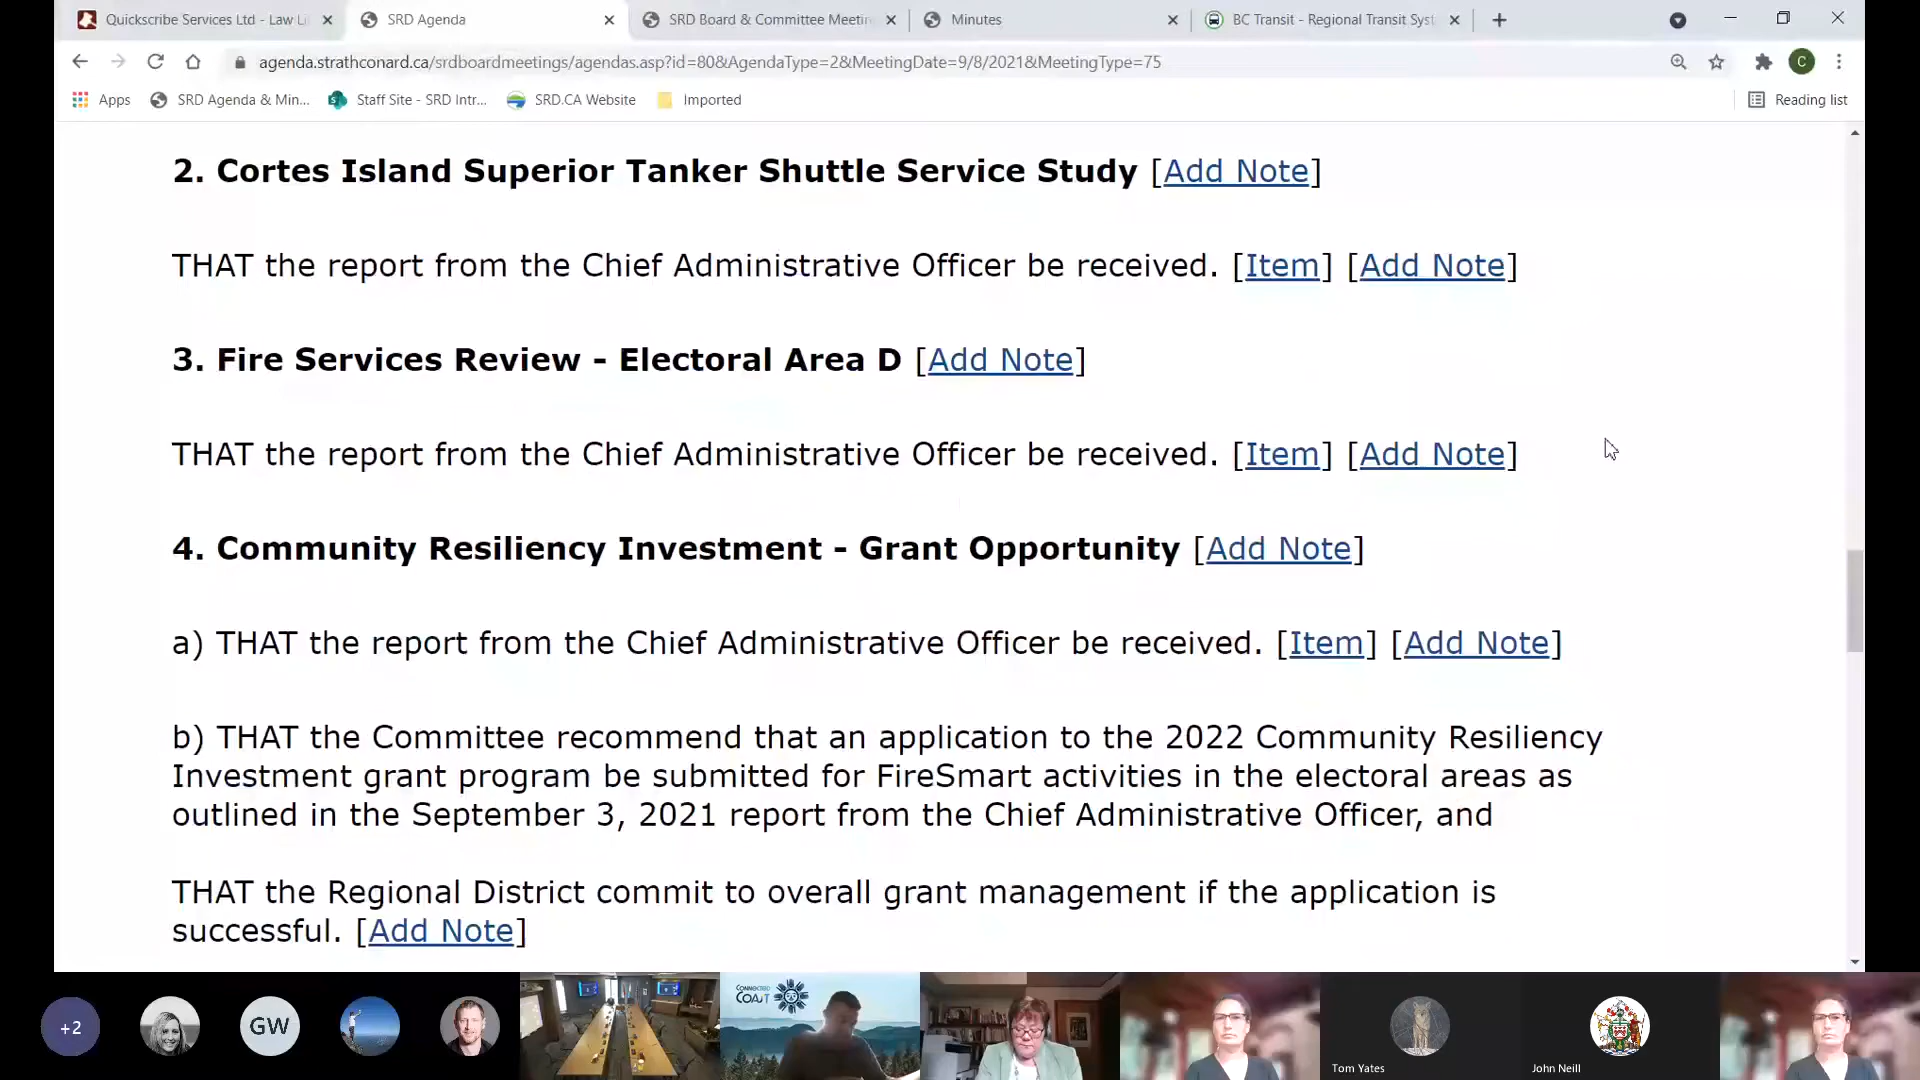 Quickscribe Services Ltd - Law Li
SRD Agenda
SRD Board & Committee Meetin
Minutes
BC Transit - Regional Transit Syst
agenda.strathconard.ca/srdboardmeetings/agendas.asp?id=80&AgendaType=2&MeetingDate=9/8/2021&MeetingType=75
C
Apps
SRD Agenda & Min...
Staff Site - SRD Intr...
SRD.CA Website
Imported
Reading list
2. Cortes Island Superior Tanker Shuttle Service Study [Add Note]
THAT the report from the Chief Administrative Officer be received. [Item] [Add Note]
3. Fire Services Review - Electoral Area D [Add Note]
THAT the report from the Chief Administrative Officer be received. [Item] [Add Note]
4. Community Resiliency Investment - Grant Opportunity [Add Note]
a) THAT the report from the Chief Administrative Officer be received. [Item] [Add Note]
b) THAT the Committee recommend that an application to the 2022 Community Resiliency
Investment grant program be submitted for FireSmart activities in the electoral areas as
outlined in the September 3, 2021 report from the Chief Administrative Officer, and
THAT the Regional District commit to overall grant management if the application is
successful. [Add Note]
+2
GW
CONNECTED
COAST
Tom Yates
John Neill